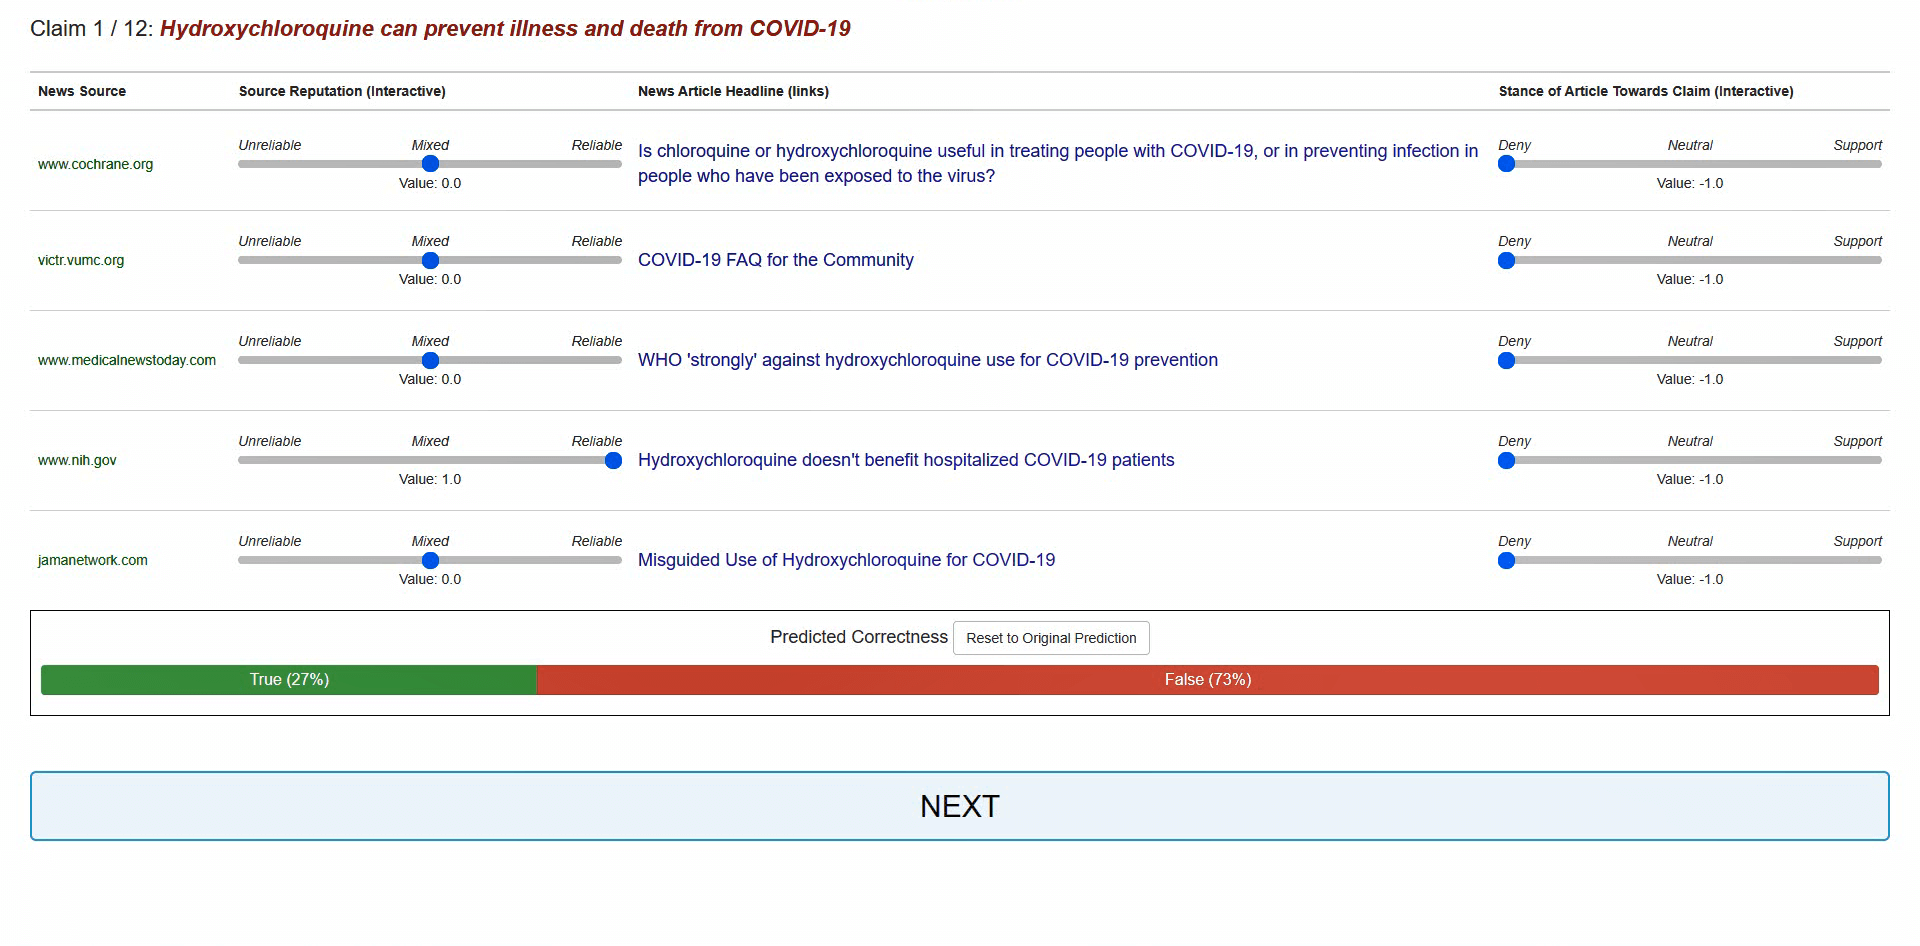 Claim 1 / 12: Hydroxychloroquine can prevent illness and death from COVID-19
News Source Source Reputation (Interactive) News Article Headline (links) Stance of Article Towards Claim (Interactive)
Unreliable Mixed Reliable Deny Neutral Support
www.cochrane.org Is chloroquine or hydroxychloroquine useful in treating people with COVID-19, or in preventing infection in
people who have been exposed to the virus?
Value: 0.0 Value: -1.0
Unreliable Mixed Reliable Deny Neutral Support
victr.vumc.org COVID-19 FAQ for the Community
Value: 0.0 Value: -1.0
Unreliable Mixed Reliable Deny Neutral Support
www.medicalnewstoday.com WHO 'strongly' against hydroxychloroquine use for COVID-19 prevention
Value: 0.0 Value: -1.0
Unreliable Mixed Reliable Deny Neutral Support
www.nih.gov Hydroxychloroquine doesn't benefit hospitalized COVID-19 patients
Value: 1.0 Value: -1.0
Unreliable Mixed Reliable Deny Neutral Support
jamanetwork.com Misguided Use of Hydroxychloroquine for COVID-19
Value: 0.0 Value: -1.0
Predicted Correctness Reset to Original Prediction
True (27%) False (73%)
NEXT